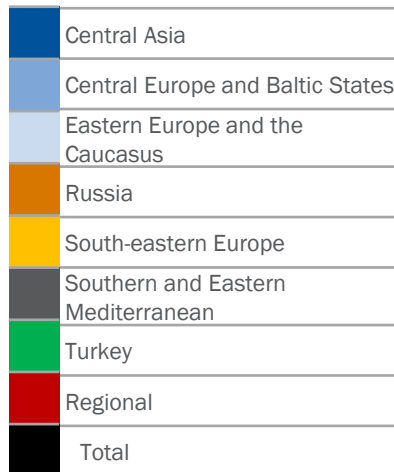 Central Asia
Central Europe and Baltic States
Eastern Europe and the
Caucasus
Russia
South-eastern Europe
Southern and Eastern
Mediterranean
Turkey
Regional
Total